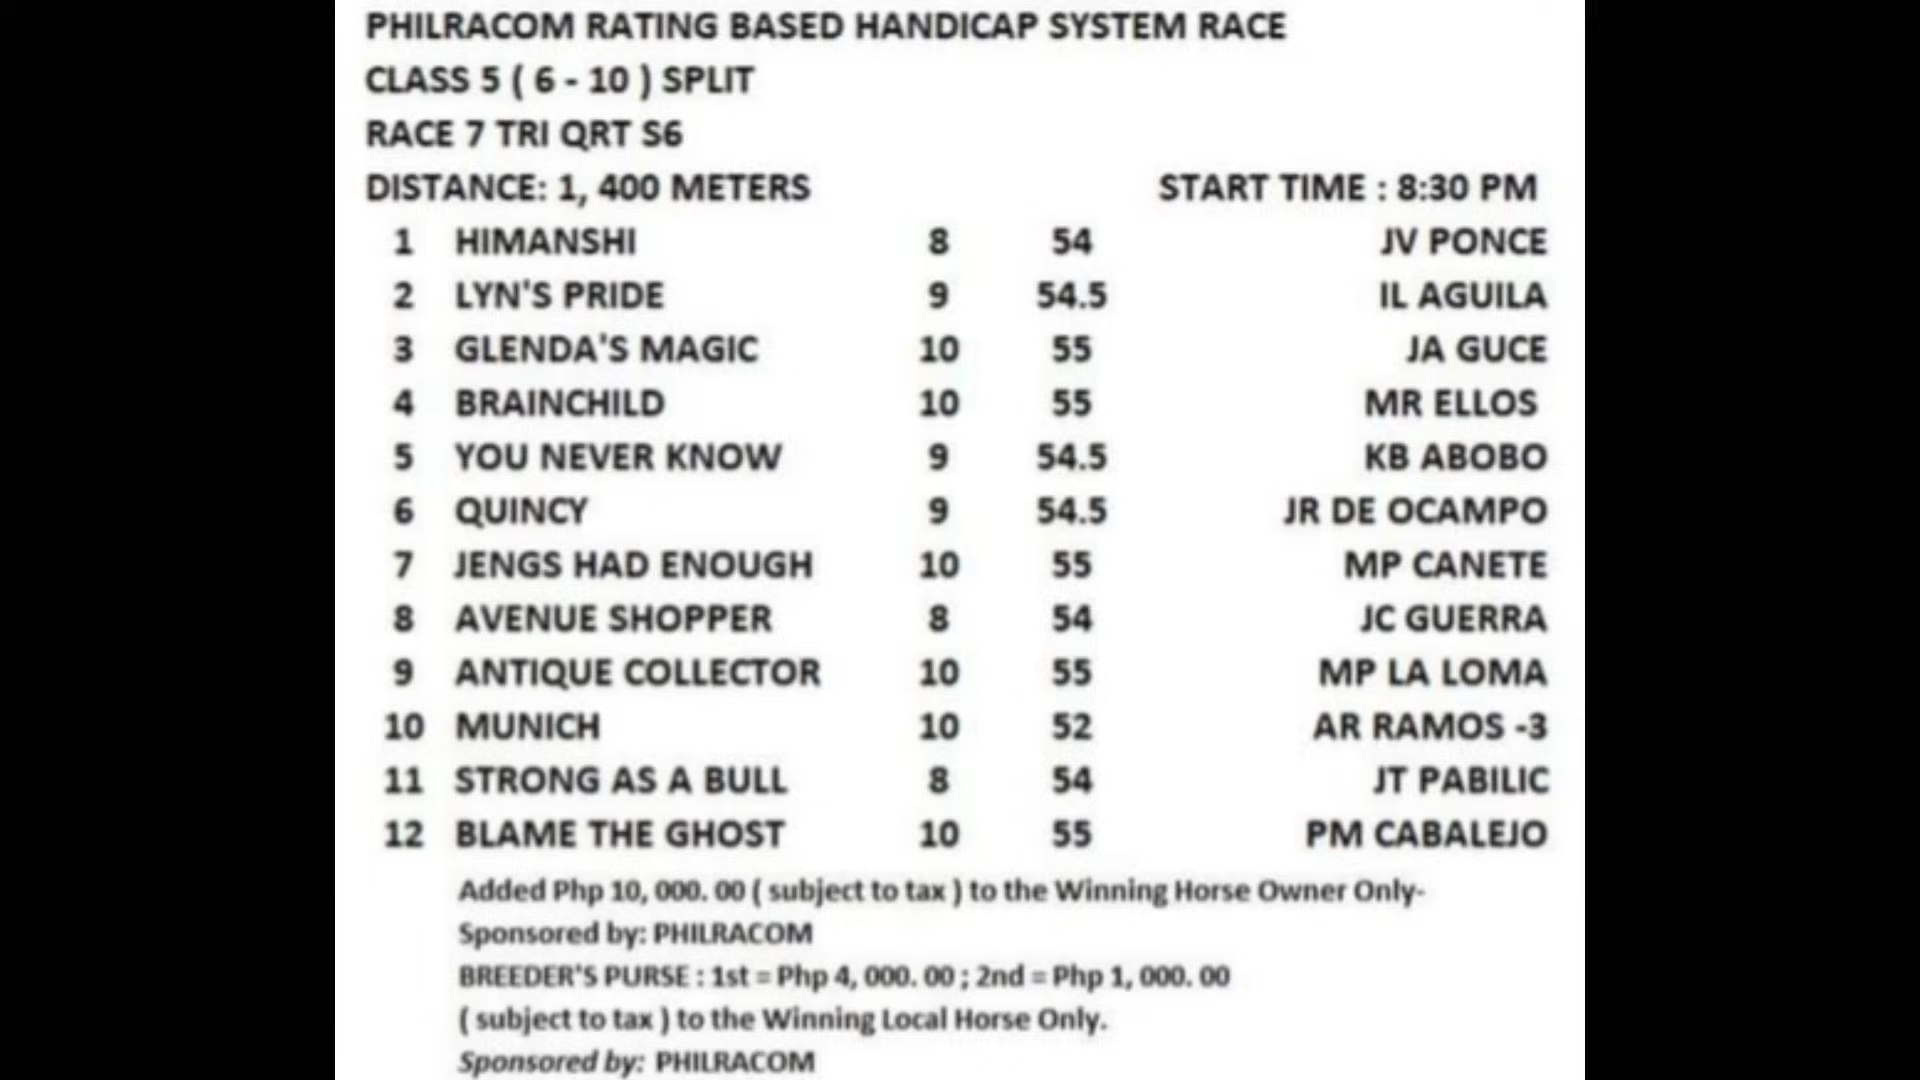 PHILRACOM RATING BASED HANDICAP SYSTEM RACE
CLASS 5 ( 6 - 10 ) SPLIT
RACE 7 TRI QRT S6
DISTANCE: 1, 400 METERS START TIME : 8:30 PM
1 HIMANSHI 8 54 JV PONCE
2 LYN'S PRIDE 9 54.5 IL AGUILA
3 GLENDA'S MAGIC 10 55 JA GUCE
4 BRAINCHILD 10 55 MR ELLOS
5 YOU NEVER KNOW 9 54.5 KB ABOBO
6 QUINCY 9 54.5 JR DE OCAMPO
7 JENGS HAD ENOUGH 10 55 MP CANETE
8 AVENUE SHOPPER 8 54 JC GUERRA
9 ANTIQUE COLLECTOR 10 55 MP LA LOMA
10 MUNICH 10 52 AR RAMOS -3
11 STRONG AS A BULL 8 54 JT PABILIC
12 BLAME THE GHOST 10 55 PM CABALEJO
Added Php 10, 000. 00 ( subject to tax ) to the Winning Horse Owner Only-
Sponsored by: PHILRACOM
BREEDER'S PURSE : 1st = Php 4, 000. 00 ; 2nd = Php 1, 000. 00
( subject to tax ) to the Winning Local Horse Only.
Sponsored by: PHILRACOM